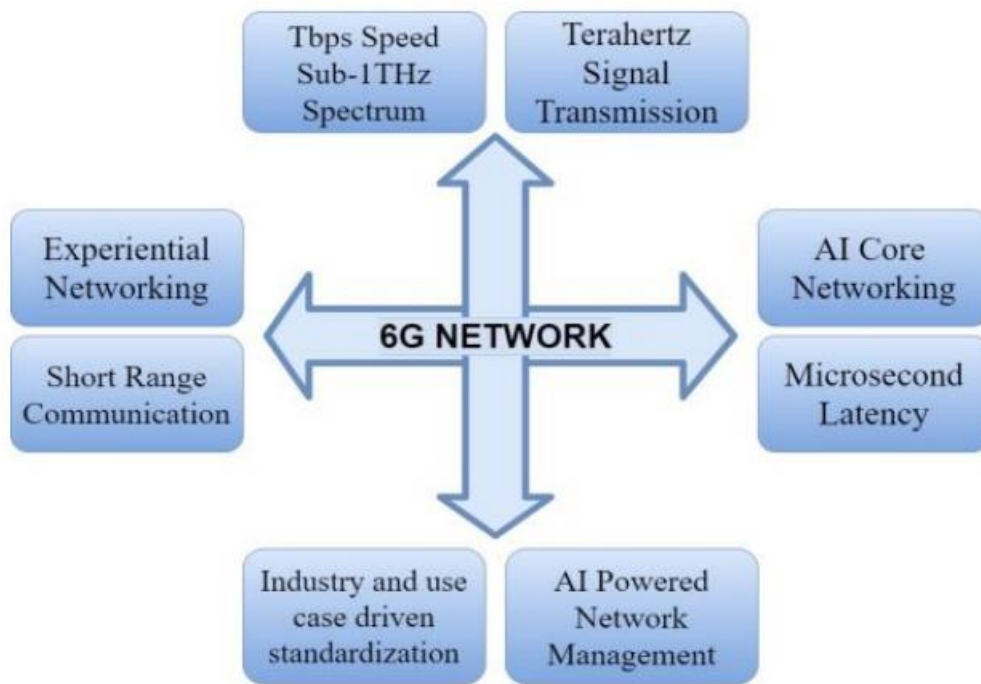 Tbps Speed
Sub-1THz
Spectrum
Terahertz
Signal
Transmission
Experiential
Networking
AI Core
Networking
6G NETWORK
Short Range
Communication
Microsecond
Latency
Industry and use
case driven
standardization
AI Powered
Network
Management